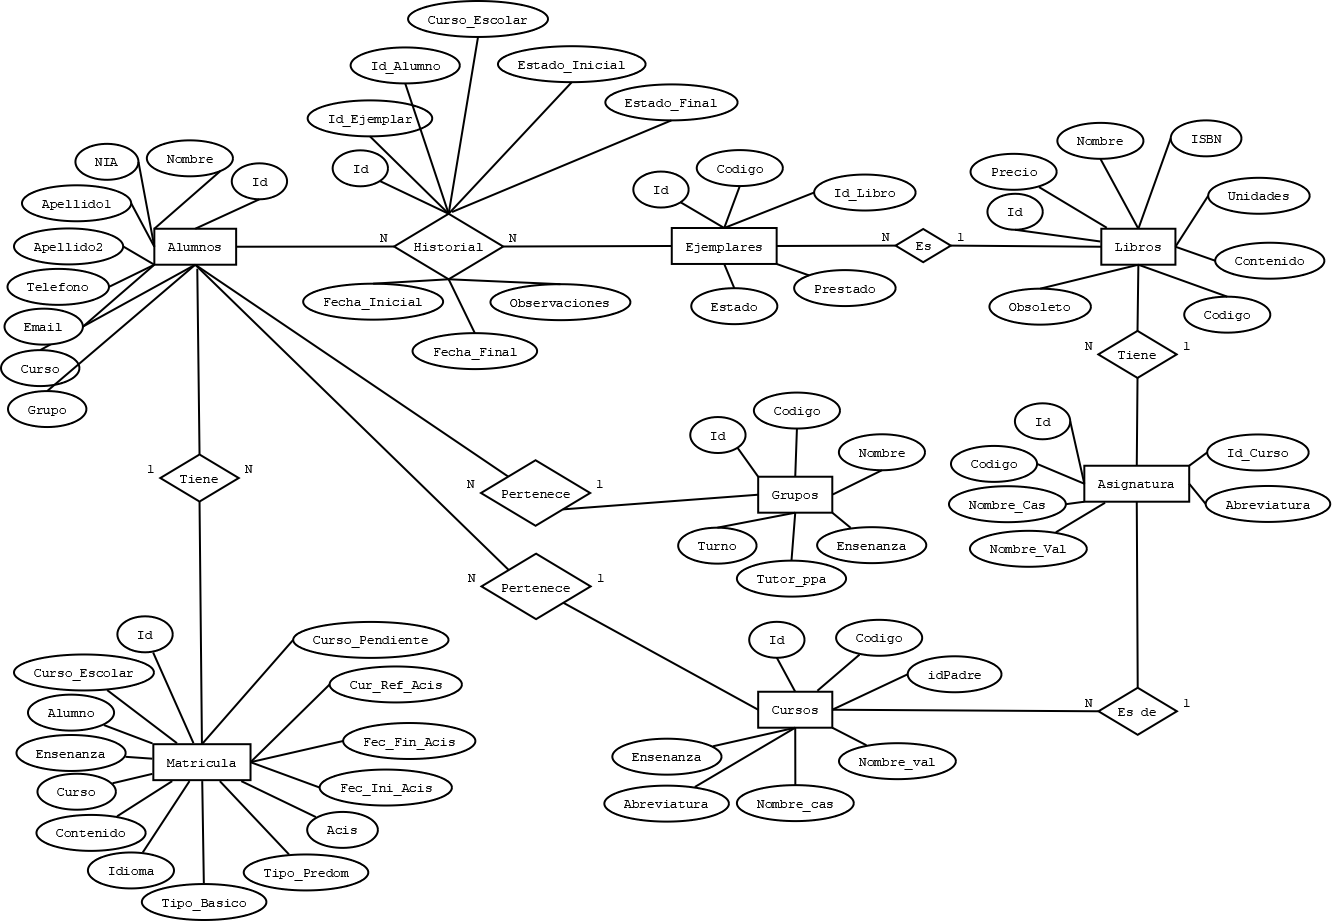 Curso_Escolar
Id_Alumno
Estado_Inicial
Id_Ejemplar
Estado_Final
NIA
Nombre
Id
Id
Apellido1
Apellido2
Telefono
Email
Curso
Grupo
Alumnos
N
Historial
N
Fecha_Inicial
Observaciones
Fecha_Final
Id
Codigo
Id_Libro
Ejemplares
Estado
Prestado
N
Es
1
Nombre
ISBN
Precio
Id
Unidades
Libros
Contenido
Obsoleto
Codigo
N
Tiene
1
Id
Codigo
Id_Curso
Nombre_Cas
Asignatura
Abreviatura
Nombre_Val
1
Tiene
N
N
Pertenece
1
Codigo
Id
Nombre
Grupos
Turno
Ensenanza
Tutor_ppa
N
Pertenece
1
Id
Codigo
idPadre
Cursos
N
Es de
1
Ensenanza
Nombre_val
Abreviatura
Nombre_cas
Id
Curso_Pendiente
Curso_Escolar
Cur_Ref_Acis
Alumno
Fec_Fin_Acis
Ensenanza
Matricula
Fec_Ini_Acis
Curso
Contenido
Acis
Idioma
Tipo_Predom
Tipo_Basico